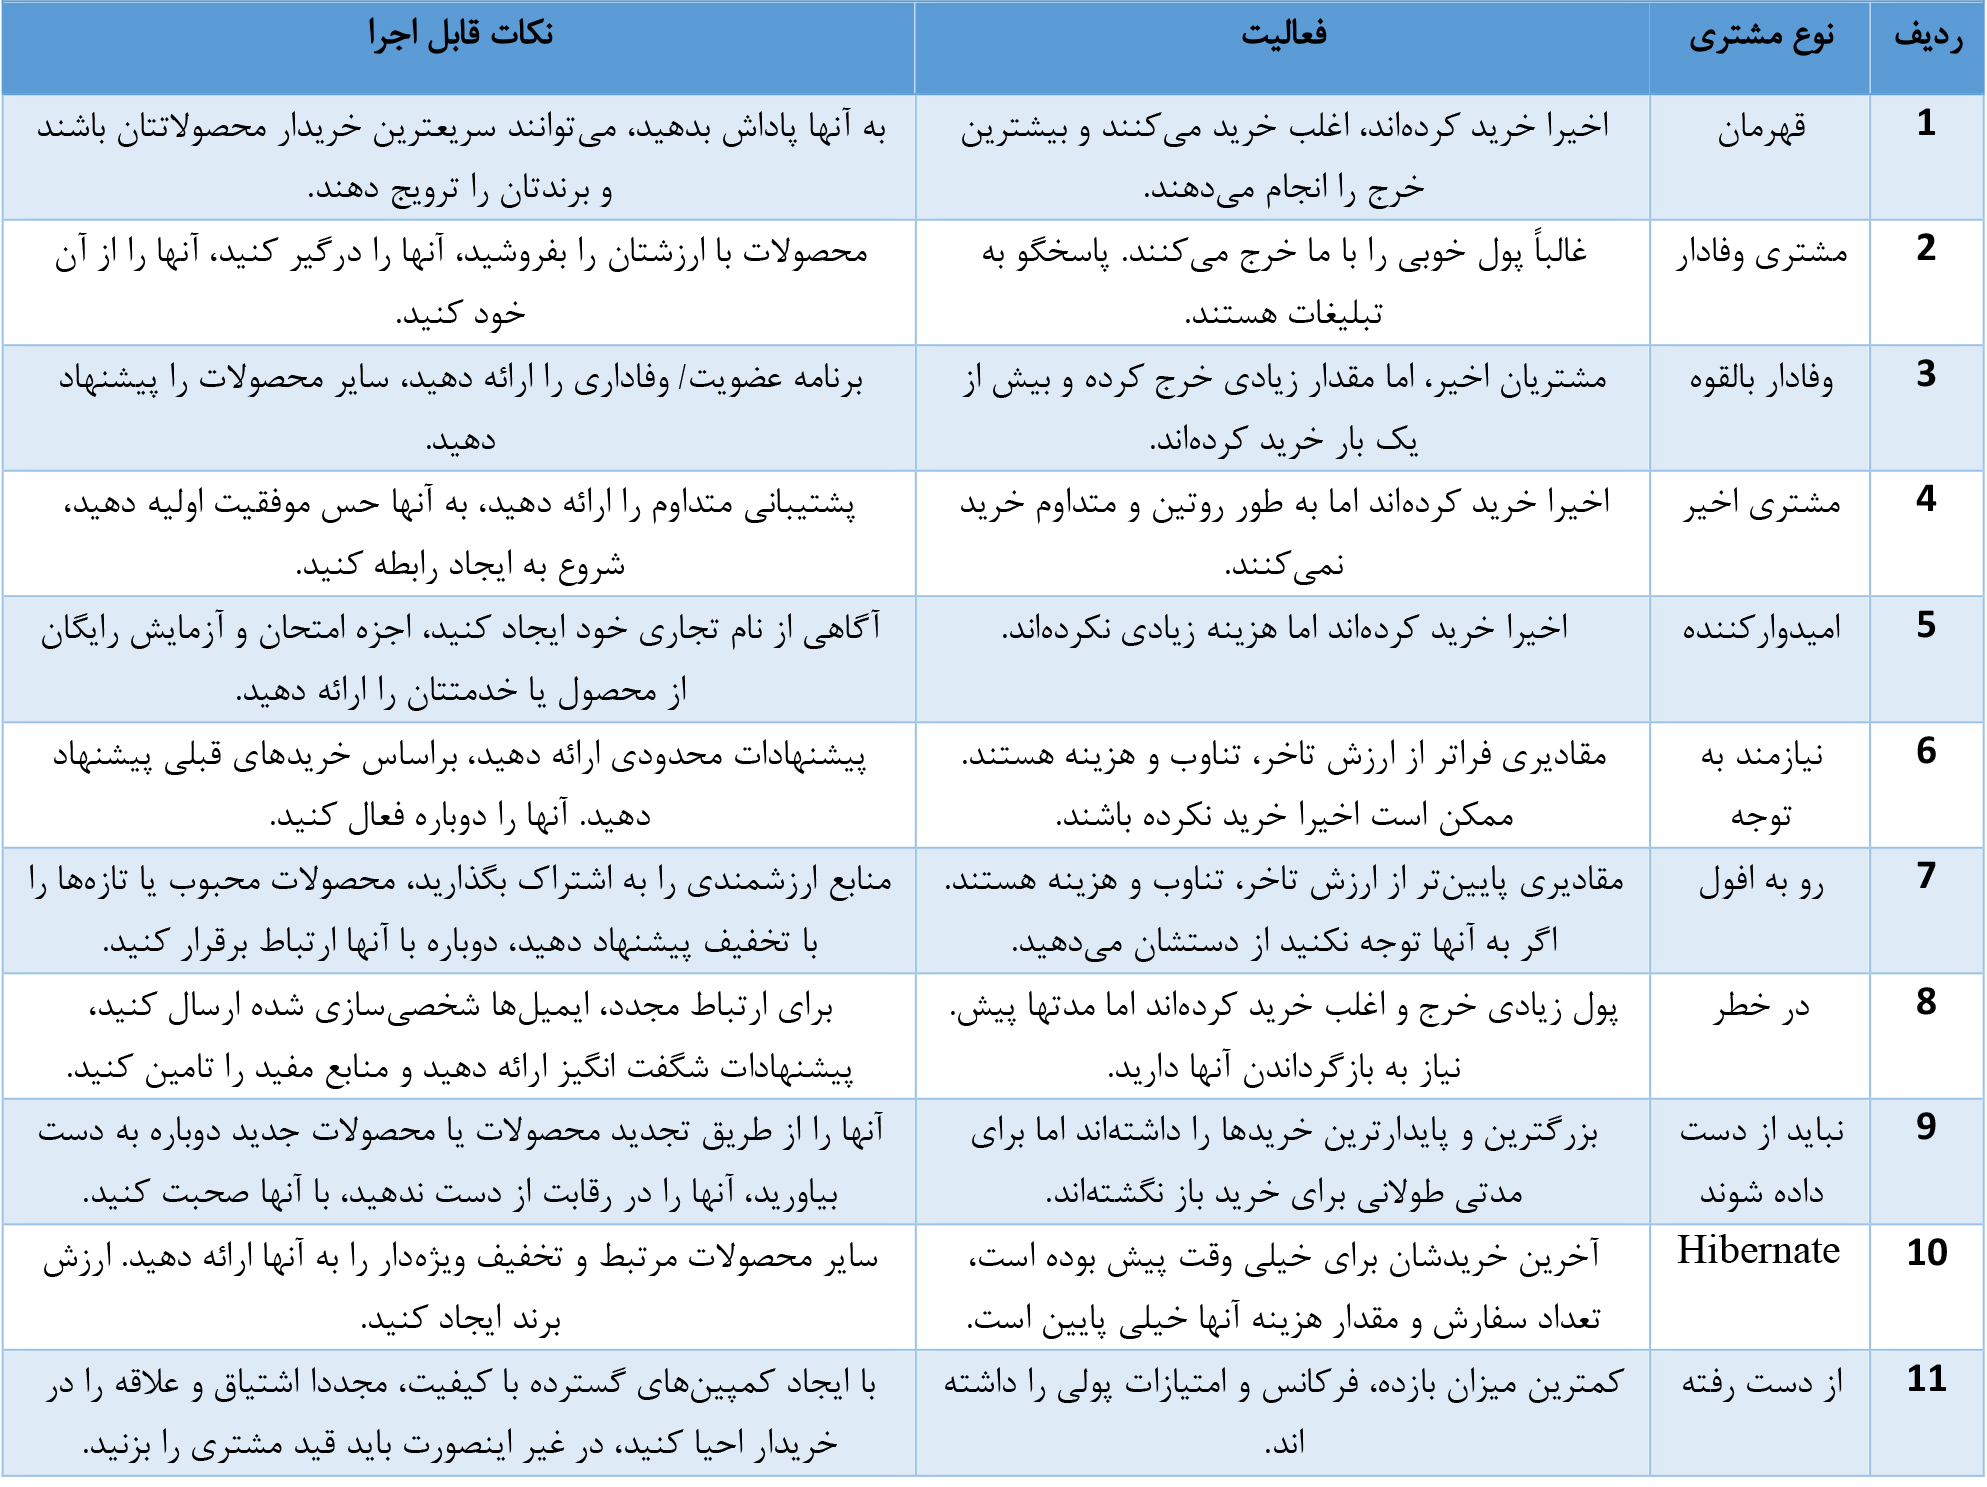 ردیف نوع مشتری فعالیت نکات قابل اجرا
1 قهرمان اخیرا خرید کرده‌اند، اغلب خرید می‌کنند و بیشترین به آنها پاداش بدهید، می‌توانند سریعترین خریدار محصولاتتان باشند
خرج را انجام می‌دهند. و برندتان را ترویج دهند.
2 مشتری وفادار غالباً پول خوبی را با ما خرج می‌کنند. پاسخگو به محصولات با ارزشتان را بفروشید، آنها را درگیر کنید، آنها را از آن
تبلیغات هستند. خود کنید.
3 وفادار بالقوه مشتریان اخیر، اما مقدار زیادی خرج کرده و بیش از برنامه عضویت/ وفاداری را ارائه دهید، سایر محصولات را پیشنهاد
یک بار خرید کرده‌اند. دهید.
4 مشتری اخیر اخیرا خرید کرده‌اند اما به طور روتین و متداوم خرید پشتیبانی متداوم را ارائه دهید، به آنها حس موفقیت اولیه دهید،
نمی‌کنند. شروع به ایجاد رابطه کنید.
5 امیدوارکننده اخیرا خرید کرده‌اند اما هزینه زیادی نکرده‌اند. آگاهی از نام تجاری خود ایجاد کنید، اجزه امتحان و آزمایش رایگان
از محصول یا خدمتتان را ارائه دهید.
6 نیازمند به مقادیری فراتر از ارزش تاخر، تناوب و هزینه هستند. پیشنهادات محدودی ارائه دهید، براساس خریدهای قبلی پیشنهاد
توجه ممکن است اخیرا خرید نکرده باشند. دهید. آنها را دوباره فعال کنید.
7 رو به افول مقادیری پایین‌تر از ارزش تاخر، تناوب و هزینه هستند. منابع ارزشمندی را به اشتراک بگذارید، محصولات محبوب یا تازه‌ها را
اگر به آنها توجه نکنید از دستشان می‌دهید. با تخفیف پیشنهاد دهید، دوباره با آنها ارتباط برقرار کنید.
8 در خطر پول زیادی خرج و اغلب خرید کرده‌اند اما مدتها پیش. برای ارتباط مجدد، ایمیل‌ها شخصی‌سازی شده ارسال کنید،
نیاز به بازگرداندن آنها دارید. پیشنهادات شگفت انگیز ارائه دهید و منابع مفید را تامین کنید.
9 نباید از دست بزرگترین و پایدارترین خریدها را داشته‌اند اما برای آنها را از طریق تجدید محصولات یا محصولات جدید دوباره به دست
داده شوند مدتی طولانی برای خرید باز نگشته‌اند. بیاورید، آنها را در رقابت از دست ندهید، با آنها صحبت کنید.
10 Hibernate آخرین خریدشان برای خیلی وقت پیش بوده است، سایر محصولات مرتبط و تخفیف ویژه‌دار را به آنها ارائه دهید. ارزش
تعداد سفارش و مقدار هزینه آنها خیلی پایین است. برند ایجاد کنید.
11 از دست رفته کمترین میزان بازده، فرکانس و امتیازات پولی را داشته با ایجاد کمپین‌های گسترده با کیفیت، مجددا اشتیاق و علاقه را در
اند. خریدار احیا کنید، در غیر اینصورت باید قید مشتری را بزنید.